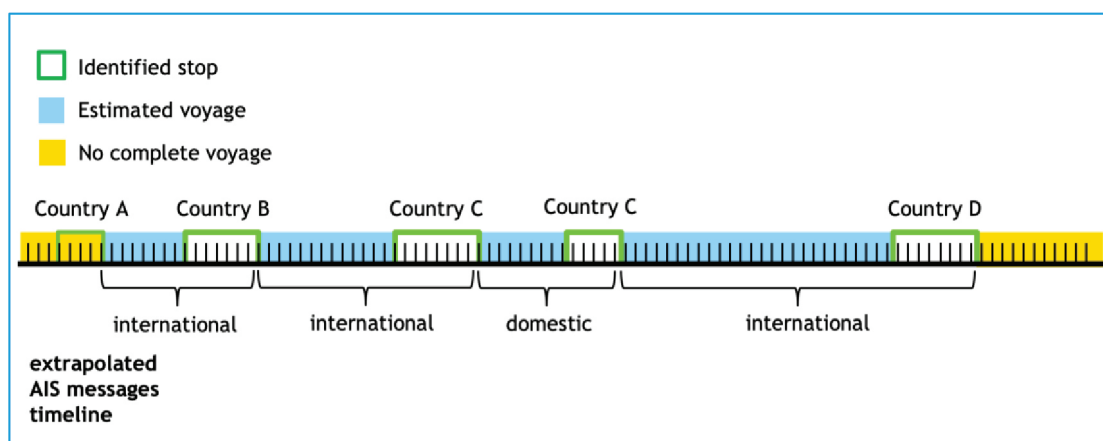 Identified stop
Estimated voyage
No complete voyage
Country A
Country B
Country C
Country C
Country D
international
international
domestic
international
extrapolated
AIS messages
timeline